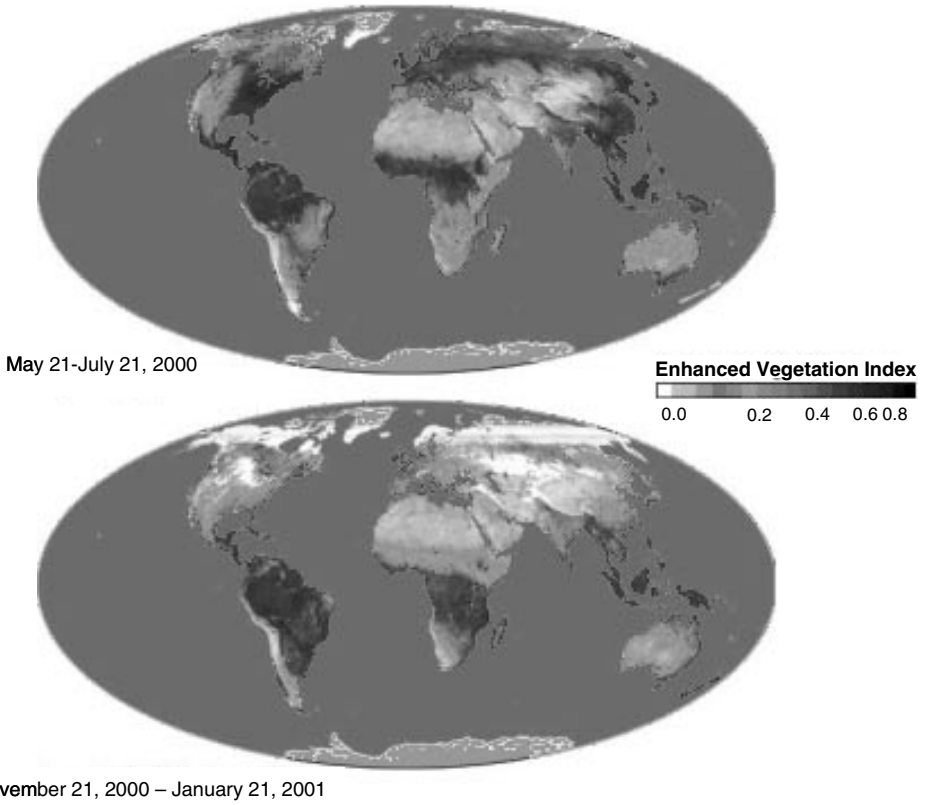 May 21-July 21, 2000
Enhanced Vegetation Index
0.0 0.2 0.4 0.6 0.8
vember 21, 2000 – January 21, 2001